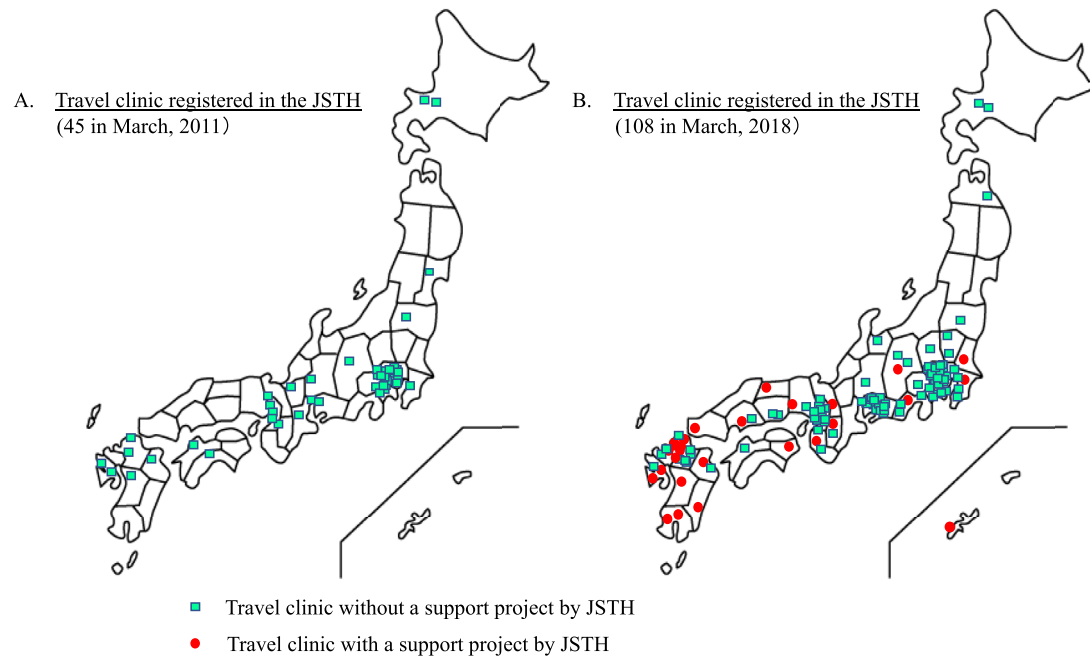 A. Travel clinic registered in the JSTH
(45 in March, 2011）
B. Travel clinic registered in the JSTH
(108 in March, 2018）
Travel clinic without a support project by JSTH
Travel clinic with a support project by JSTH